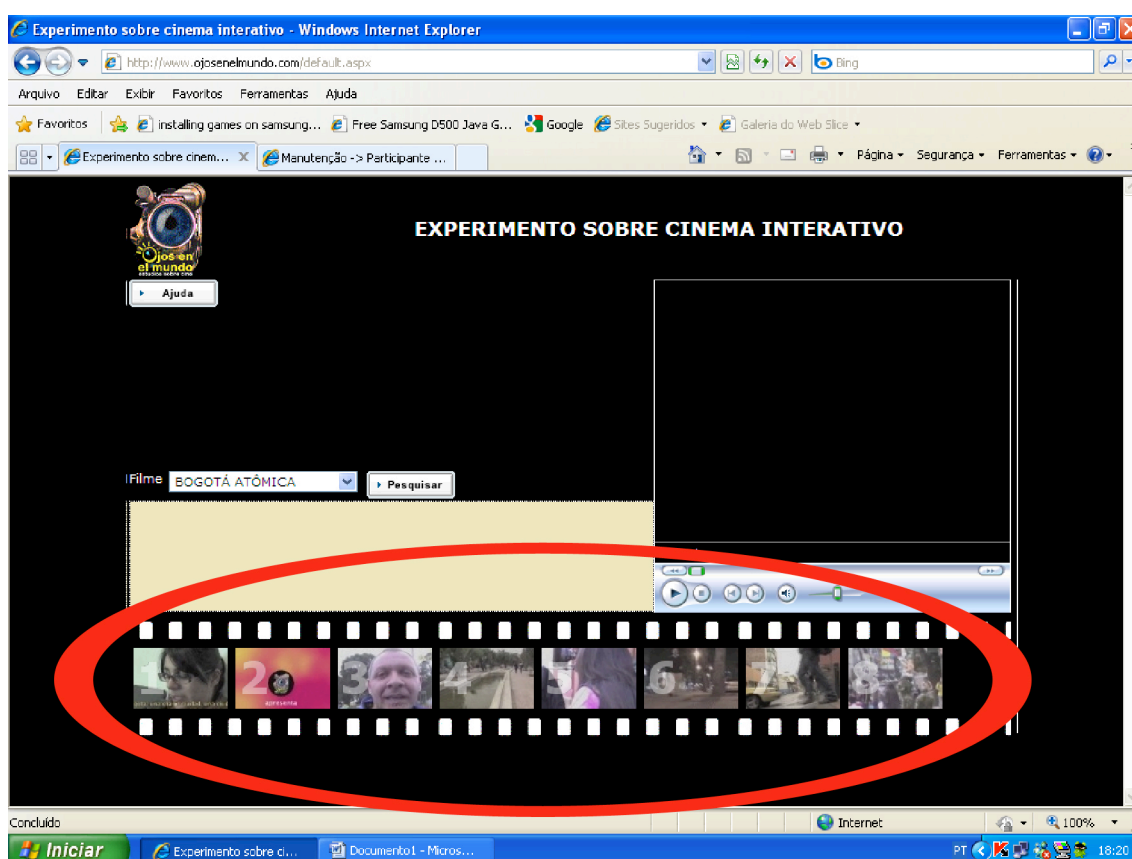 Experimento sobre cinema interativo - Windows Internet Explorer
http://www.ojosenelmundo.com/default.aspx
Bing
Arquivo Editar Exibir Favoritos Ferramentas Ajuda
Favoritos installing games on samsung... Free Samsung D500 Java G... Google Sites Sugeridos Galeria do Web Slice
Experimento sobre cinem... X Manutenção -> Participante ... Página Segurança Ferramentas
Ojos en
el mundo
estudios sobre cine
EXPERIMENTO SOBRE CINEMA INTERATIVO
Ajuda
Filme BOGOTÁ ATÔMICA Pesquisar
1 2 3 4 5 6 7 8
apresenta
Concluído Internet 100%
Iniciar Experimento sobre ci... Documento1 - Micros... PT 18:20